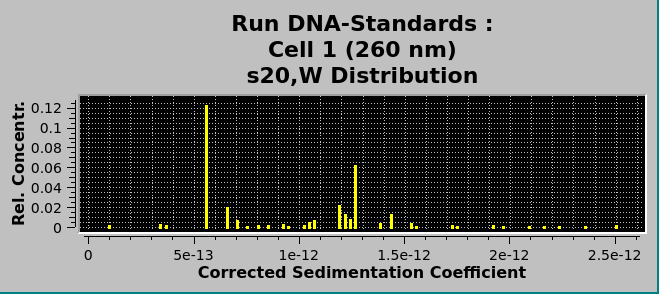 Run DNA-Standards :
Cell 1 (260 nm)
s20,W Distribution
Rel. Concentr.
0.12
0.1
0.08
0.06
0.04
0.02
0
0 5e-13 1e-12 1.5e-12 2e-12 2.5e-12
Corrected Sedimentation Coefficient